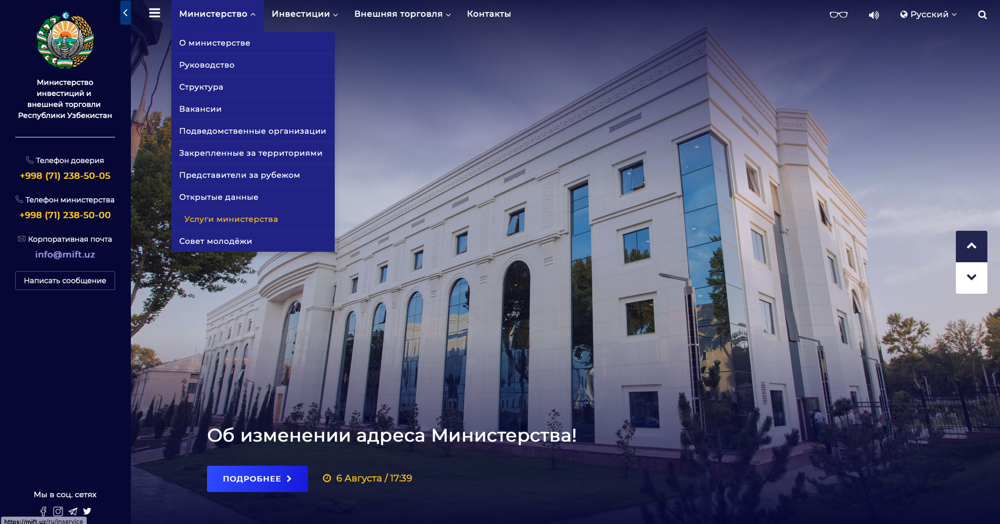 Министерство
инвестиций и
внешней торговли
Республики Узбекистан
Телефон доверия
+998 (71) 238-50-05
Телефон министерства
+998 (71) 238-50-00
Корпоративная почта
info@mift.uz
Написать сообщение
Мы в соц. сетях
https://mift.uz/ru/inservice
Министерство
Инвестиции
Внешняя торговля
Контакты
Русский
О министерстве
Руководство
Структура
Вакансии
Подведомственные организации
Закрепленные за территориями
Представители за рубежом
Открытые данные
Услуги министерства
Совет молодёжи
Об изменении адреса Министерства!
ПОДРОБНЕЕ
6 Августа / 17:39